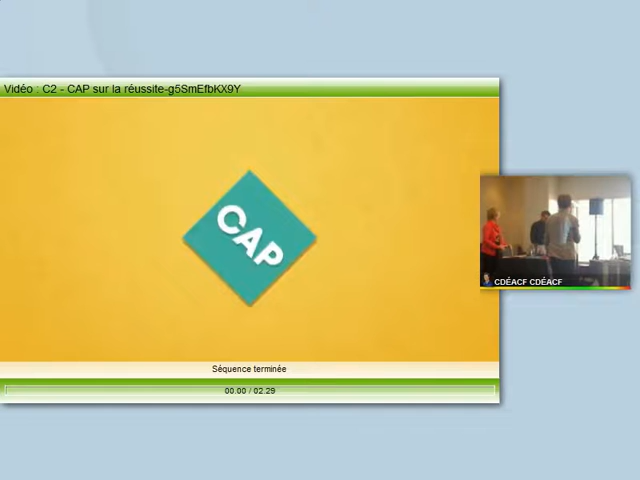 Vidéo : C2 - CAP sur la réussite-g5SmEfbKX9Y
CAP
CDÉACF CDÉACF
Séquence terminée
00.00 / 02.29